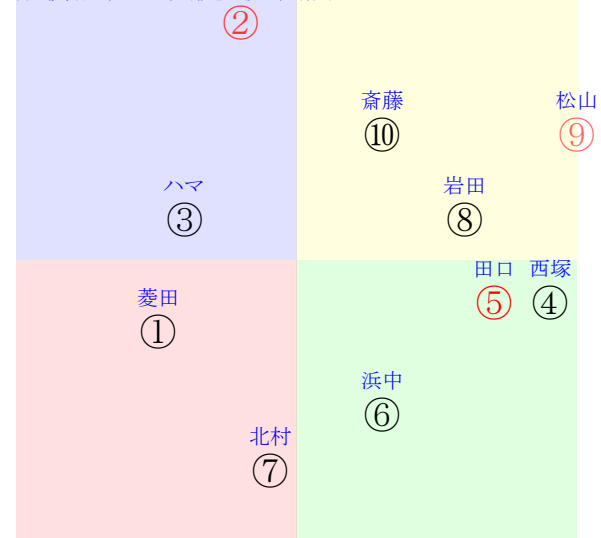 ②
斎藤 松山
⑩ ⑨
ハマ 岩田
③ ⑧
田口 西塚
⑤ ④
菱田
①
浜中
⑥
北村
⑦